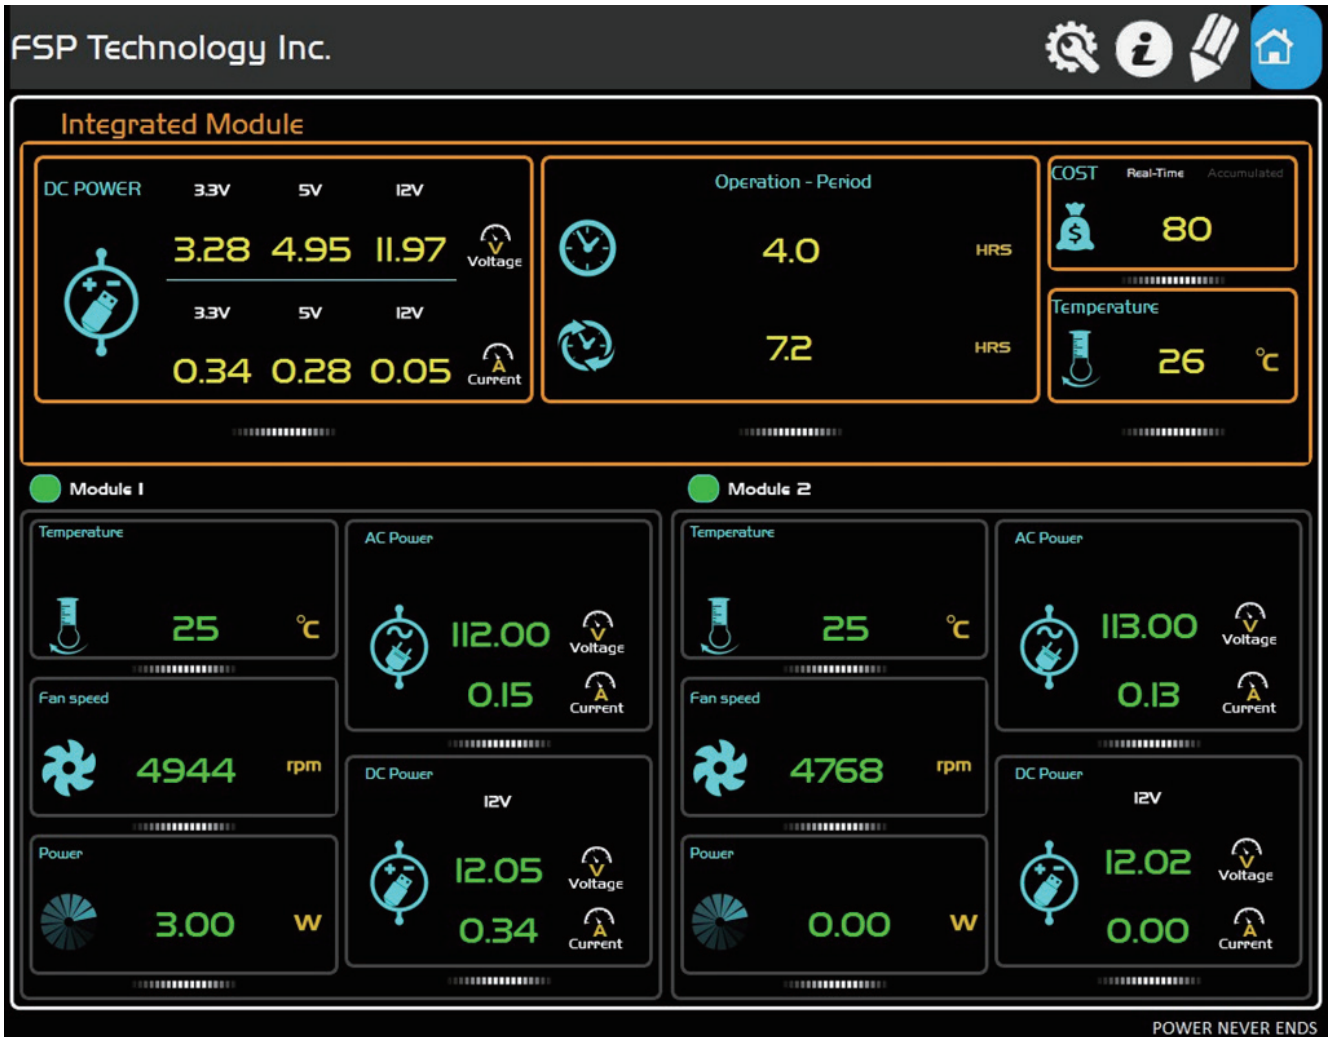 FSP Technology Inc.
Integrated Module
DC POWER 3.3V 5V 12V
3.28 4.95 11.97 V Voltage
3.3V 5V 12V
0.34 0.28 0.05 A Current
Operation - Period
4.0 HRS
7.2 HRS
COST Real-Time Accumulated
$ 80
Temperature
26 °C
Module 1
Temperature
25 °C
Fan speed
4944 rpm
Power
3.00 W
AC Power
112.00 V Voltage
0.15 A Current
DC Power
12V
12.05 V Voltage
0.34 A Current
Module 2
Temperature
25 °C
Fan speed
4768 rpm
Power
0.00 W
AC Power
113.00 V Voltage
0.13 A Current
DC Power
12V
12.02 V Voltage
0.00 A Current
POWER NEVER ENDS